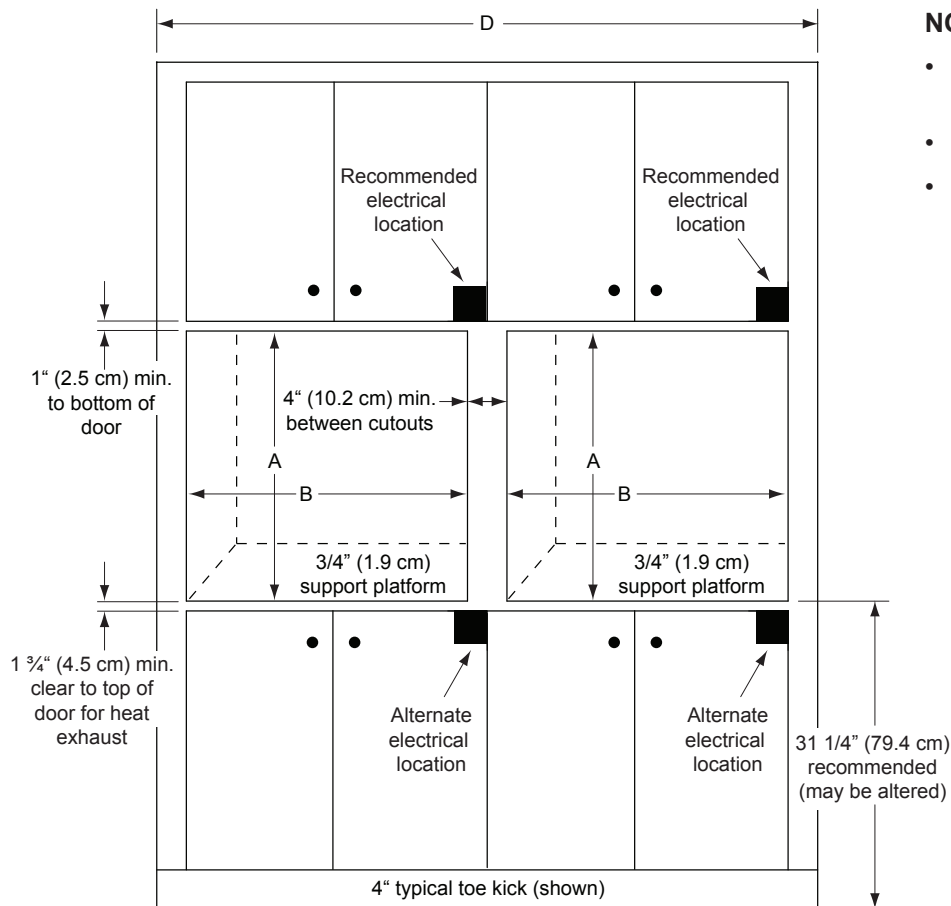 D
NO
•
•
•
Recommended
electrical
location
Recommended
electrical
location
1“ (2.5 cm) min.
to bottom of
door
4“ (10.2 cm) min.
between cutouts
A
B
A
B
3/4” (1.9 cm)
support platform
3/4” (1.9 cm)
support platform
1 ¾“ (4.5 cm) min.
clear to top of
door for heat
exhaust
Alternate
electrical
location
Alternate
electrical
location
31 1/4” (79.4 cm)
recommended
(may be altered)
4“ typical toe kick (shown)